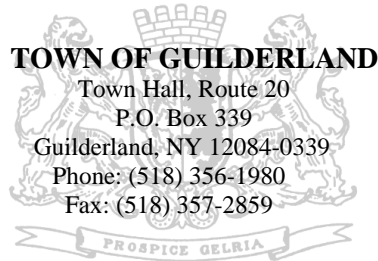 TOWN OF GUILDERLAND
Town Hall, Route 20
P.O. Box 339
Guilderland, NY 12084-0339
Phone: (518) 356-1980
Fax: (518) 357-2859
PROSPICE GELRIA